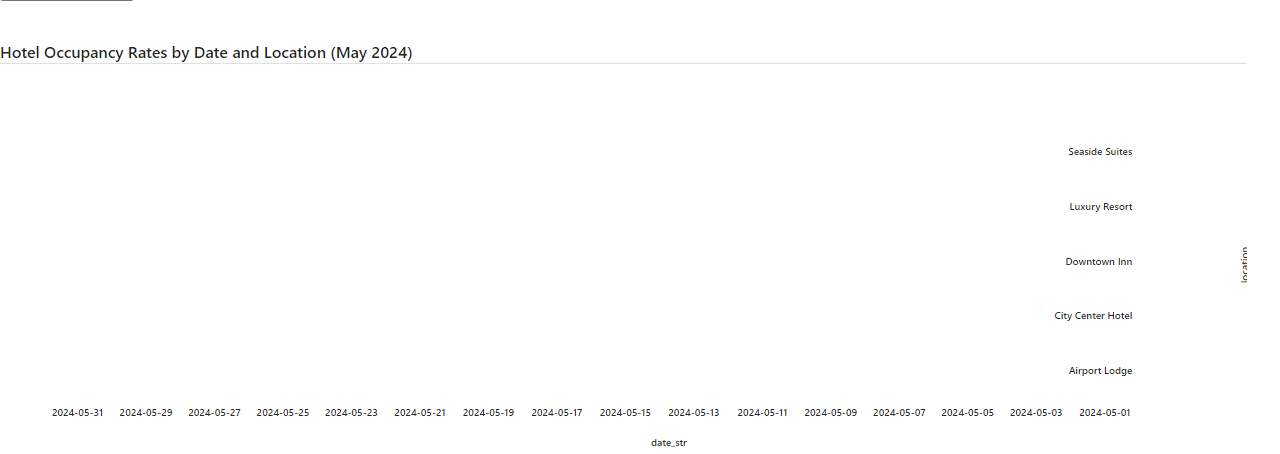 Hotel Occupancy Rates by Date and Location (May 2024)
Seaside Suites
Luxury Resort
Downtown Inn
location
City Center Hotel
Airport Lodge
2024-05-31 2024-05-29 2024-05-27 2024-05-25 2024-05-23 2024-05-21 2024-05-19 2024-05-17 2024-05-15 2024-05-13 2024-05-11 2024-05-09 2024-05-07 2024-05-05 2024-05-03 2024-05-01
date_str